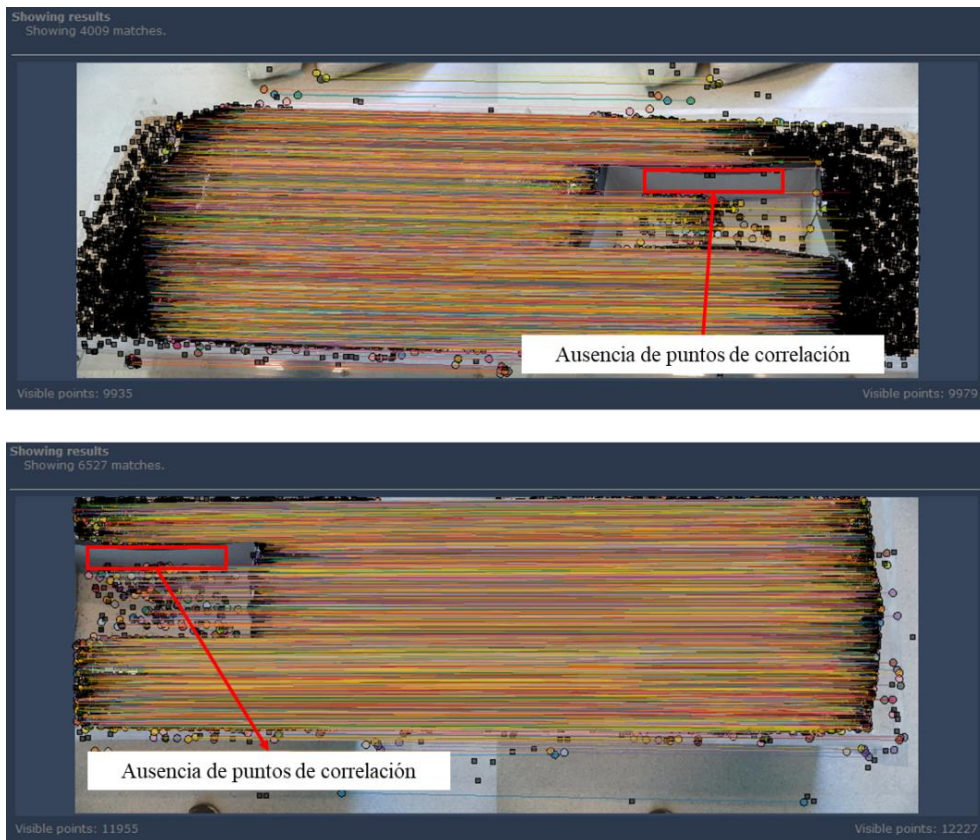 Showing results
Showing 4009 matches.
Ausencia de puntos de correlación
Visible points: 9935
Visible points: 9979
Showing results
Showing 6527 matches.
Ausencia de puntos de correlación
Visible points: 11955
Visible points: 12227